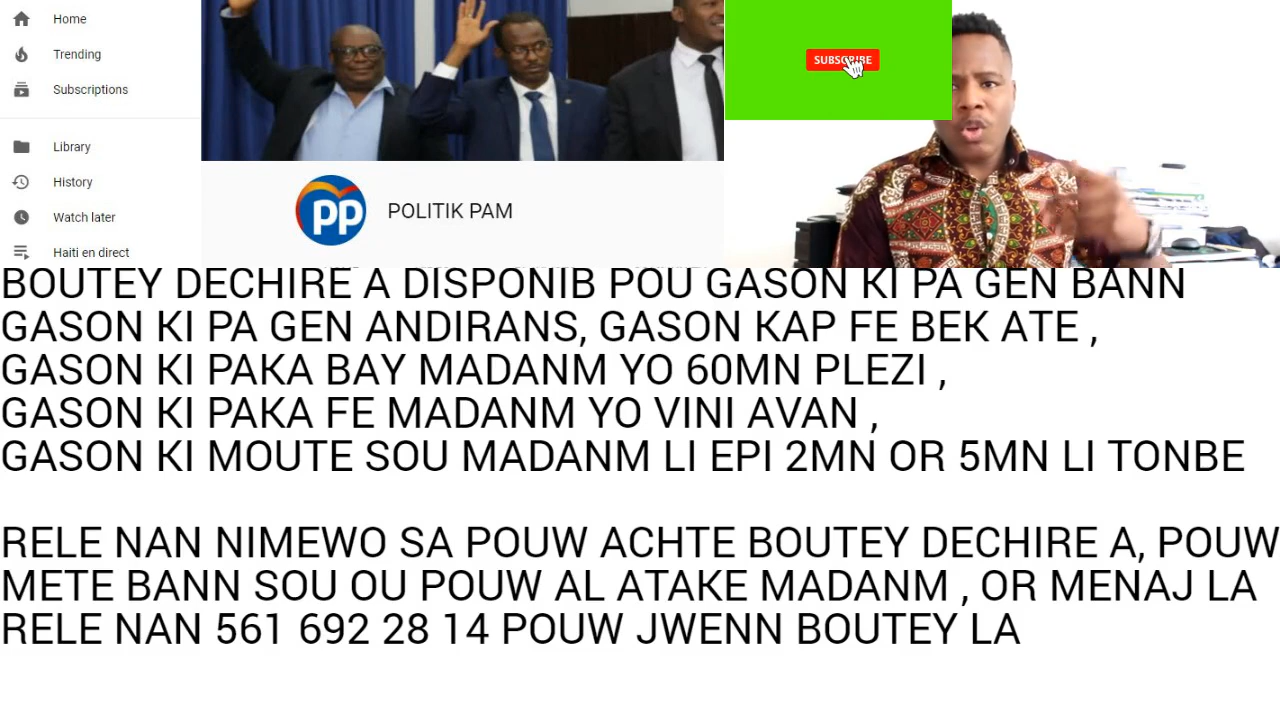 Home
Trending
Subscriptions
Library
History
Watch later
Haiti en direct
SUBSCRIBE
PP
POLITIK PAM
BOUTEY DECHIRE A DISPONIB POU GASON KI PA GEN BANN
GASON KI PA GEN ANDIRANS, GASON KAP FE BEK ATE ,
GASON KI PAKA BAY MADANM YO 60MN PLEZI ,
GASON KI PAKA FE MADANM YO VINI AVAN ,
GASON KI MOUTE SOU MADANM LI EPI 2MN OR 5MN LI TONBE
RELE NAN NIMEWO SA POUW ACHTE BOUTEY DECHIRE A, POUW
METE BANN SOU OU POUW AL ATAKE MADANM , OR MENAJ LA
RELE NAN 561 692 28 14 POUW JWENN BOUTEY LA